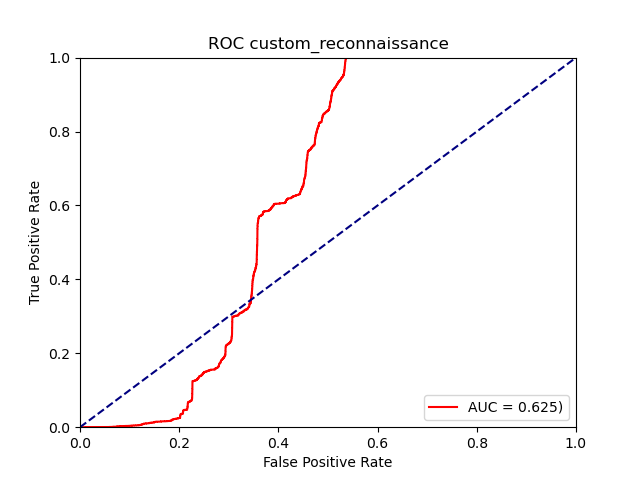 ROC custom_reconnaissance
True Positive Rate
1.0
0.8
0.6
0.4
0.2
0.0
AUC = 0.625)
0.0 0.2 0.4 0.6 0.8 1.0
False Positive Rate